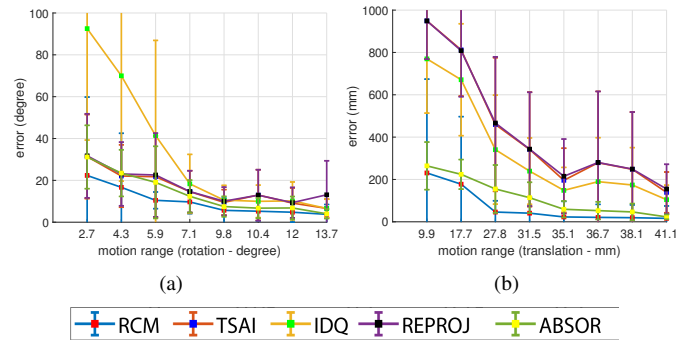 100
80
60
40
20
0
error (degree)
2.7 4.3 5.9 7.1 9.8 10.4 12 13.7
motion range (rotation - degree)
(a)
1000
800
600
400
200
0
error (mm)
9.9 17.7 27.8 31.5 35.1 36.7 38.1 41.1
motion range (translation - mm)
(b)
RCM TSAI IDQ REPROJ ABSOR